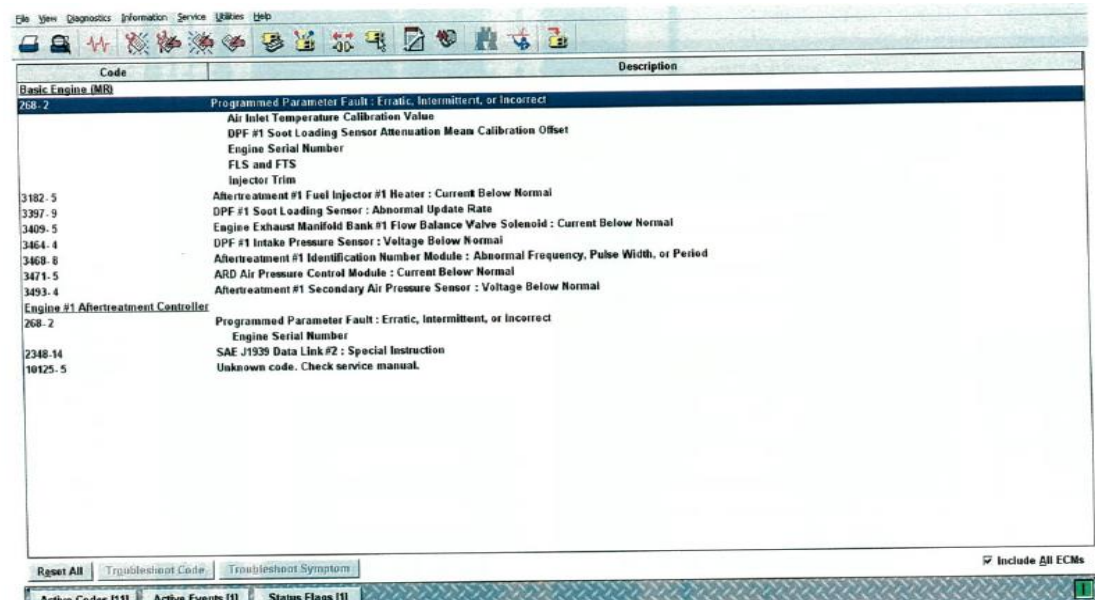 File View Diagnostics Information Service Utilities Help
Code Description
Basic Engine (MR)
268-2 Programmed Parameter Fault : Erratic, Intermittent, or Incorrect
Air Inlet Temperature Calibration Value
DPF #1 Soot Loading Sensor Attenuation Mean Calibration Offset
Engine Serial Number
FLS and FTS
Injector Trim
3182-5 Aftertreatment #1 Fuel Injector #1 Heater : Current Below Normal
3397-9 DPF #1 Soot Loading Sensor : Abnormal Update Rate
3409-5 Engine Exhaust Manifold Bank #1 Flow Balance Valve Solenoid : Current Below Normal
3464-4 DPF #1 Intake Pressure Sensor : Voltage Below Normal
3468-8 Aftertreatment #1 Identification Number Module : Abnormal Frequency, Pulse Width, or Period
3471-5 ARD Air Pressure Control Module : Current Below Normal
3493-4 Aftertreatment #1 Secondary Air Pressure Sensor : Voltage Below Normal
Engine #1 Aftertreatment Controller
268-2 Programmed Parameter Fault : Erratic, Intermittent, or Incorrect
Engine Serial Number
2348-14 SAE J1939 Data Link #2 : Special Instruction
10125-5 Unknown code. Check service manual.
Reset All Troubleshoot Code Troubleshoot Symptom Include All ECMs
Active Codes [11] Active Events [1] Status Flags [1]